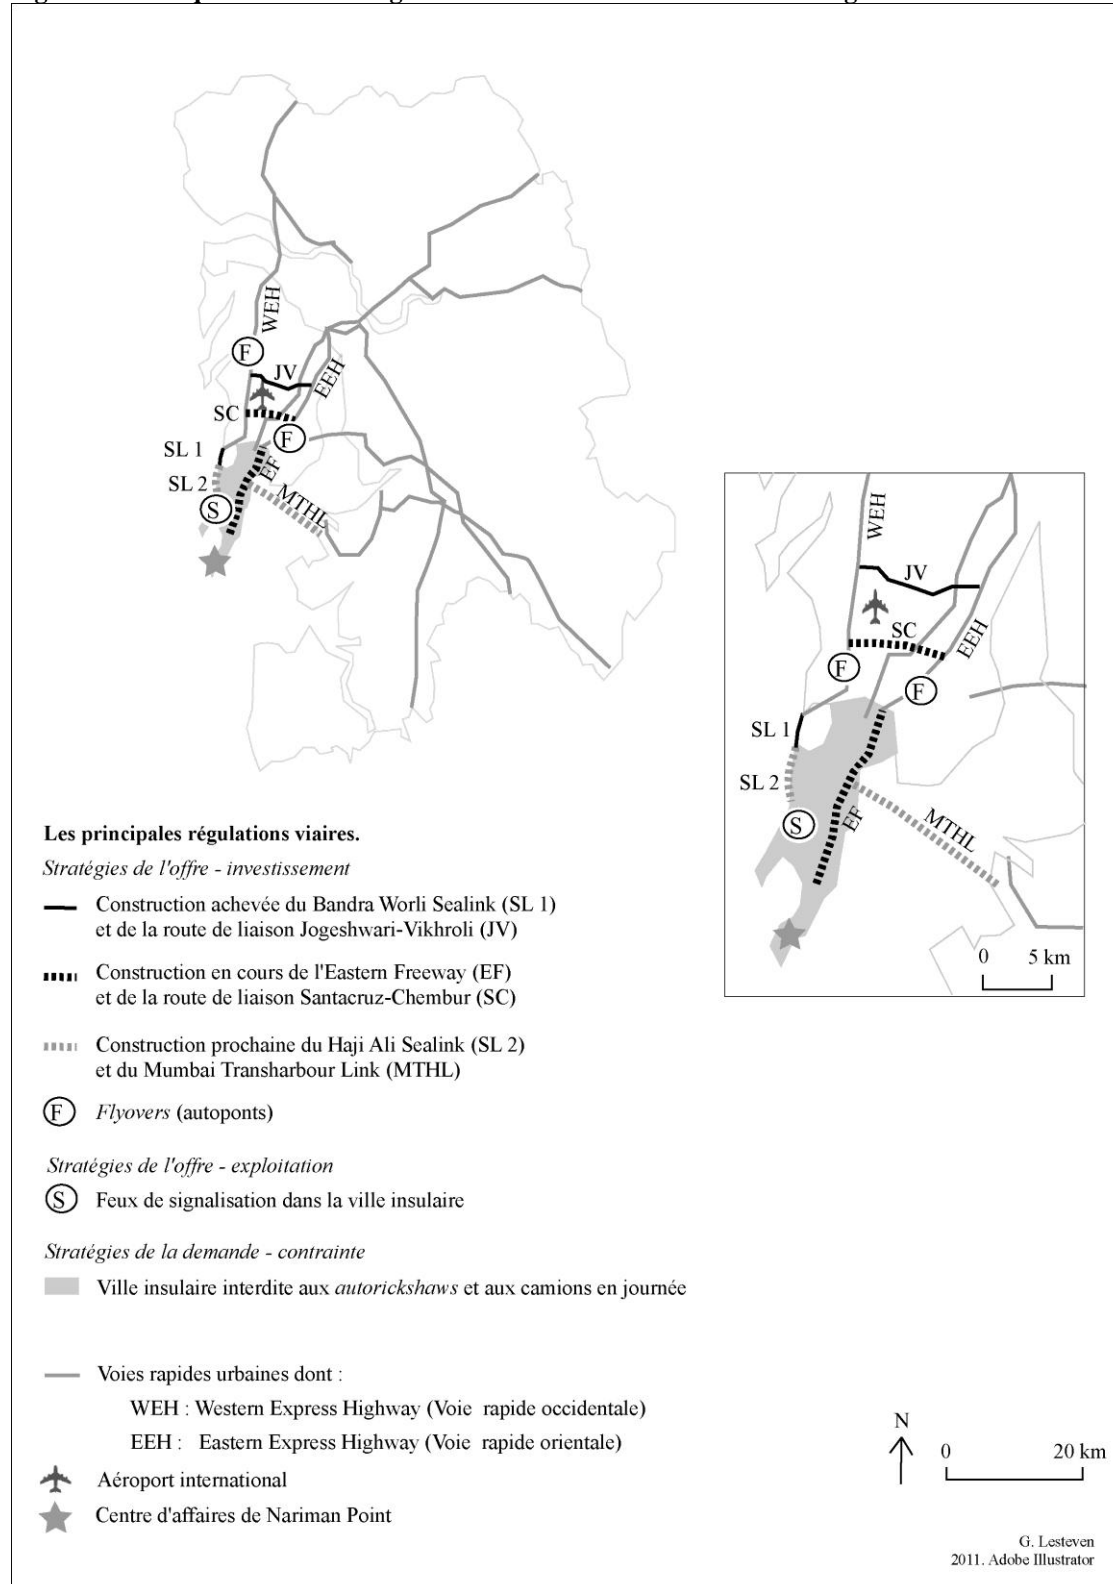 WEH
F
JV
EEH
SC
F
SL 1
EF
SL 2
MTHL
S
WEH
JV
SC
EEH
F
F
SL 1
SL 2
EF
MTHL
S
0 5 km
Les principales régulations viaires.
Stratégies de l'offre - investissement
Construction achevée du Bandra Worli Sealink (SL 1)
et de la route de liaison Jogeshwari-Vikhroli (JV)
Construction en cours de l'Eastern Freeway (EF)
et de la route de liaison Santacruz-Chembur (SC)
Construction prochaine du Haji Ali Sealink (SL 2)
et du Mumbai Transharbour Link (MTHL)
F Flyovers (autoponts)
Stratégies de l'offre - exploitation
S Feux de signalisation dans la ville insulaire
Stratégies de la demande - contrainte
Ville insulaire interdite aux autorickshaws et aux camions en journée
Voies rapides urbaines dont :
WEH : Western Express Highway (Voie rapide occidentale)
EEH : Eastern Express Highway (Voie rapide orientale)
Aéroport international
Centre d'affaires de Nariman Point
N
0 20 km
G. Lesteven
2011. Adobe Illustrator